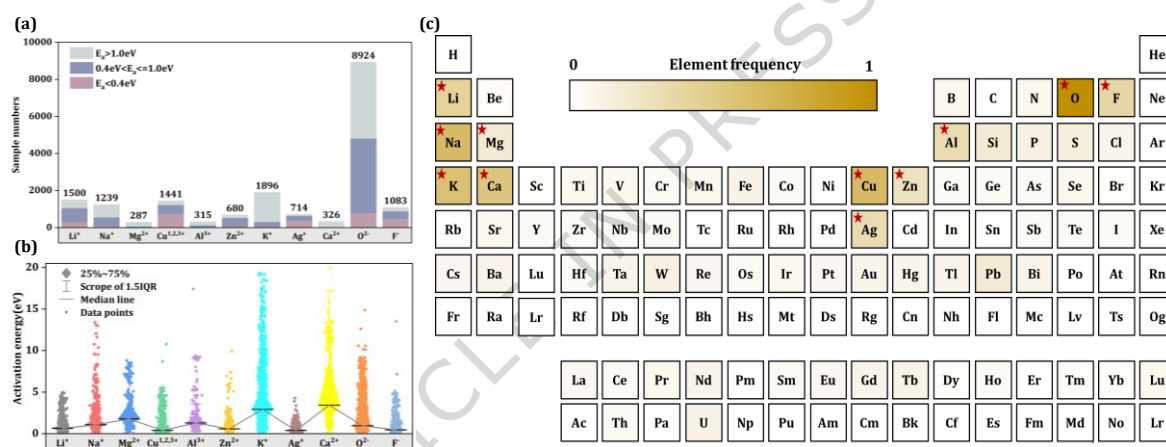 (a)
10000
8000
6000
4000
2000
0
Sample numbers
Eₐ>1.0eV
0.4eV<Eₐ<=1.0eV
Eₐ<0.4eV
1500 1239 287 1441 315 680 1896 714 326 8924 1083
Li⁺ Na⁺ Mg²⁺ Cu¹,²,³⁺ Al³⁺ Zn²⁺ K⁺ Ag⁺ Ca²⁺ O²⁻ F⁻
(b)
20
15
10
5
0
Activation energy(eV)
25%~75%
Scrope of 1.5IQR
Median line
Data points
Li⁺ Na⁺ Mg²⁺ Cu¹,²,³⁺ Al³⁺ Zn²⁺ K⁺ Ag⁺ Ca²⁺ O²⁻ F⁻
(c)
0 Element frequency 1
H He
Li Be B C N O F Ne
Na Mg Al Si P S Cl Ar
K Ca Sc Ti V Cr Mn Fe Co Ni Cu Zn Ga Ge As Se Br Kr
Rb Sr Y Zr Nb Mo Tc Ru Rh Pd Ag Cd In Sn Sb Te I Xe
Cs Ba Lu Hf Ta W Re Os Ir Pt Au Hg Tl Pb Bi Po At Rn
Fr Ra Lr Rf Db Sg Bh Hs Mt Ds Rg Cn Nh Fl Mc Lv Ts Og
La Ce Pr Nd Pm Sm Eu Gd Tb Dy Ho Er Tm Yb Lu
Ac Th Pa U Np Pu Am Cm Bk Cf Es Fm Md No Lr
CLE IN PRESS